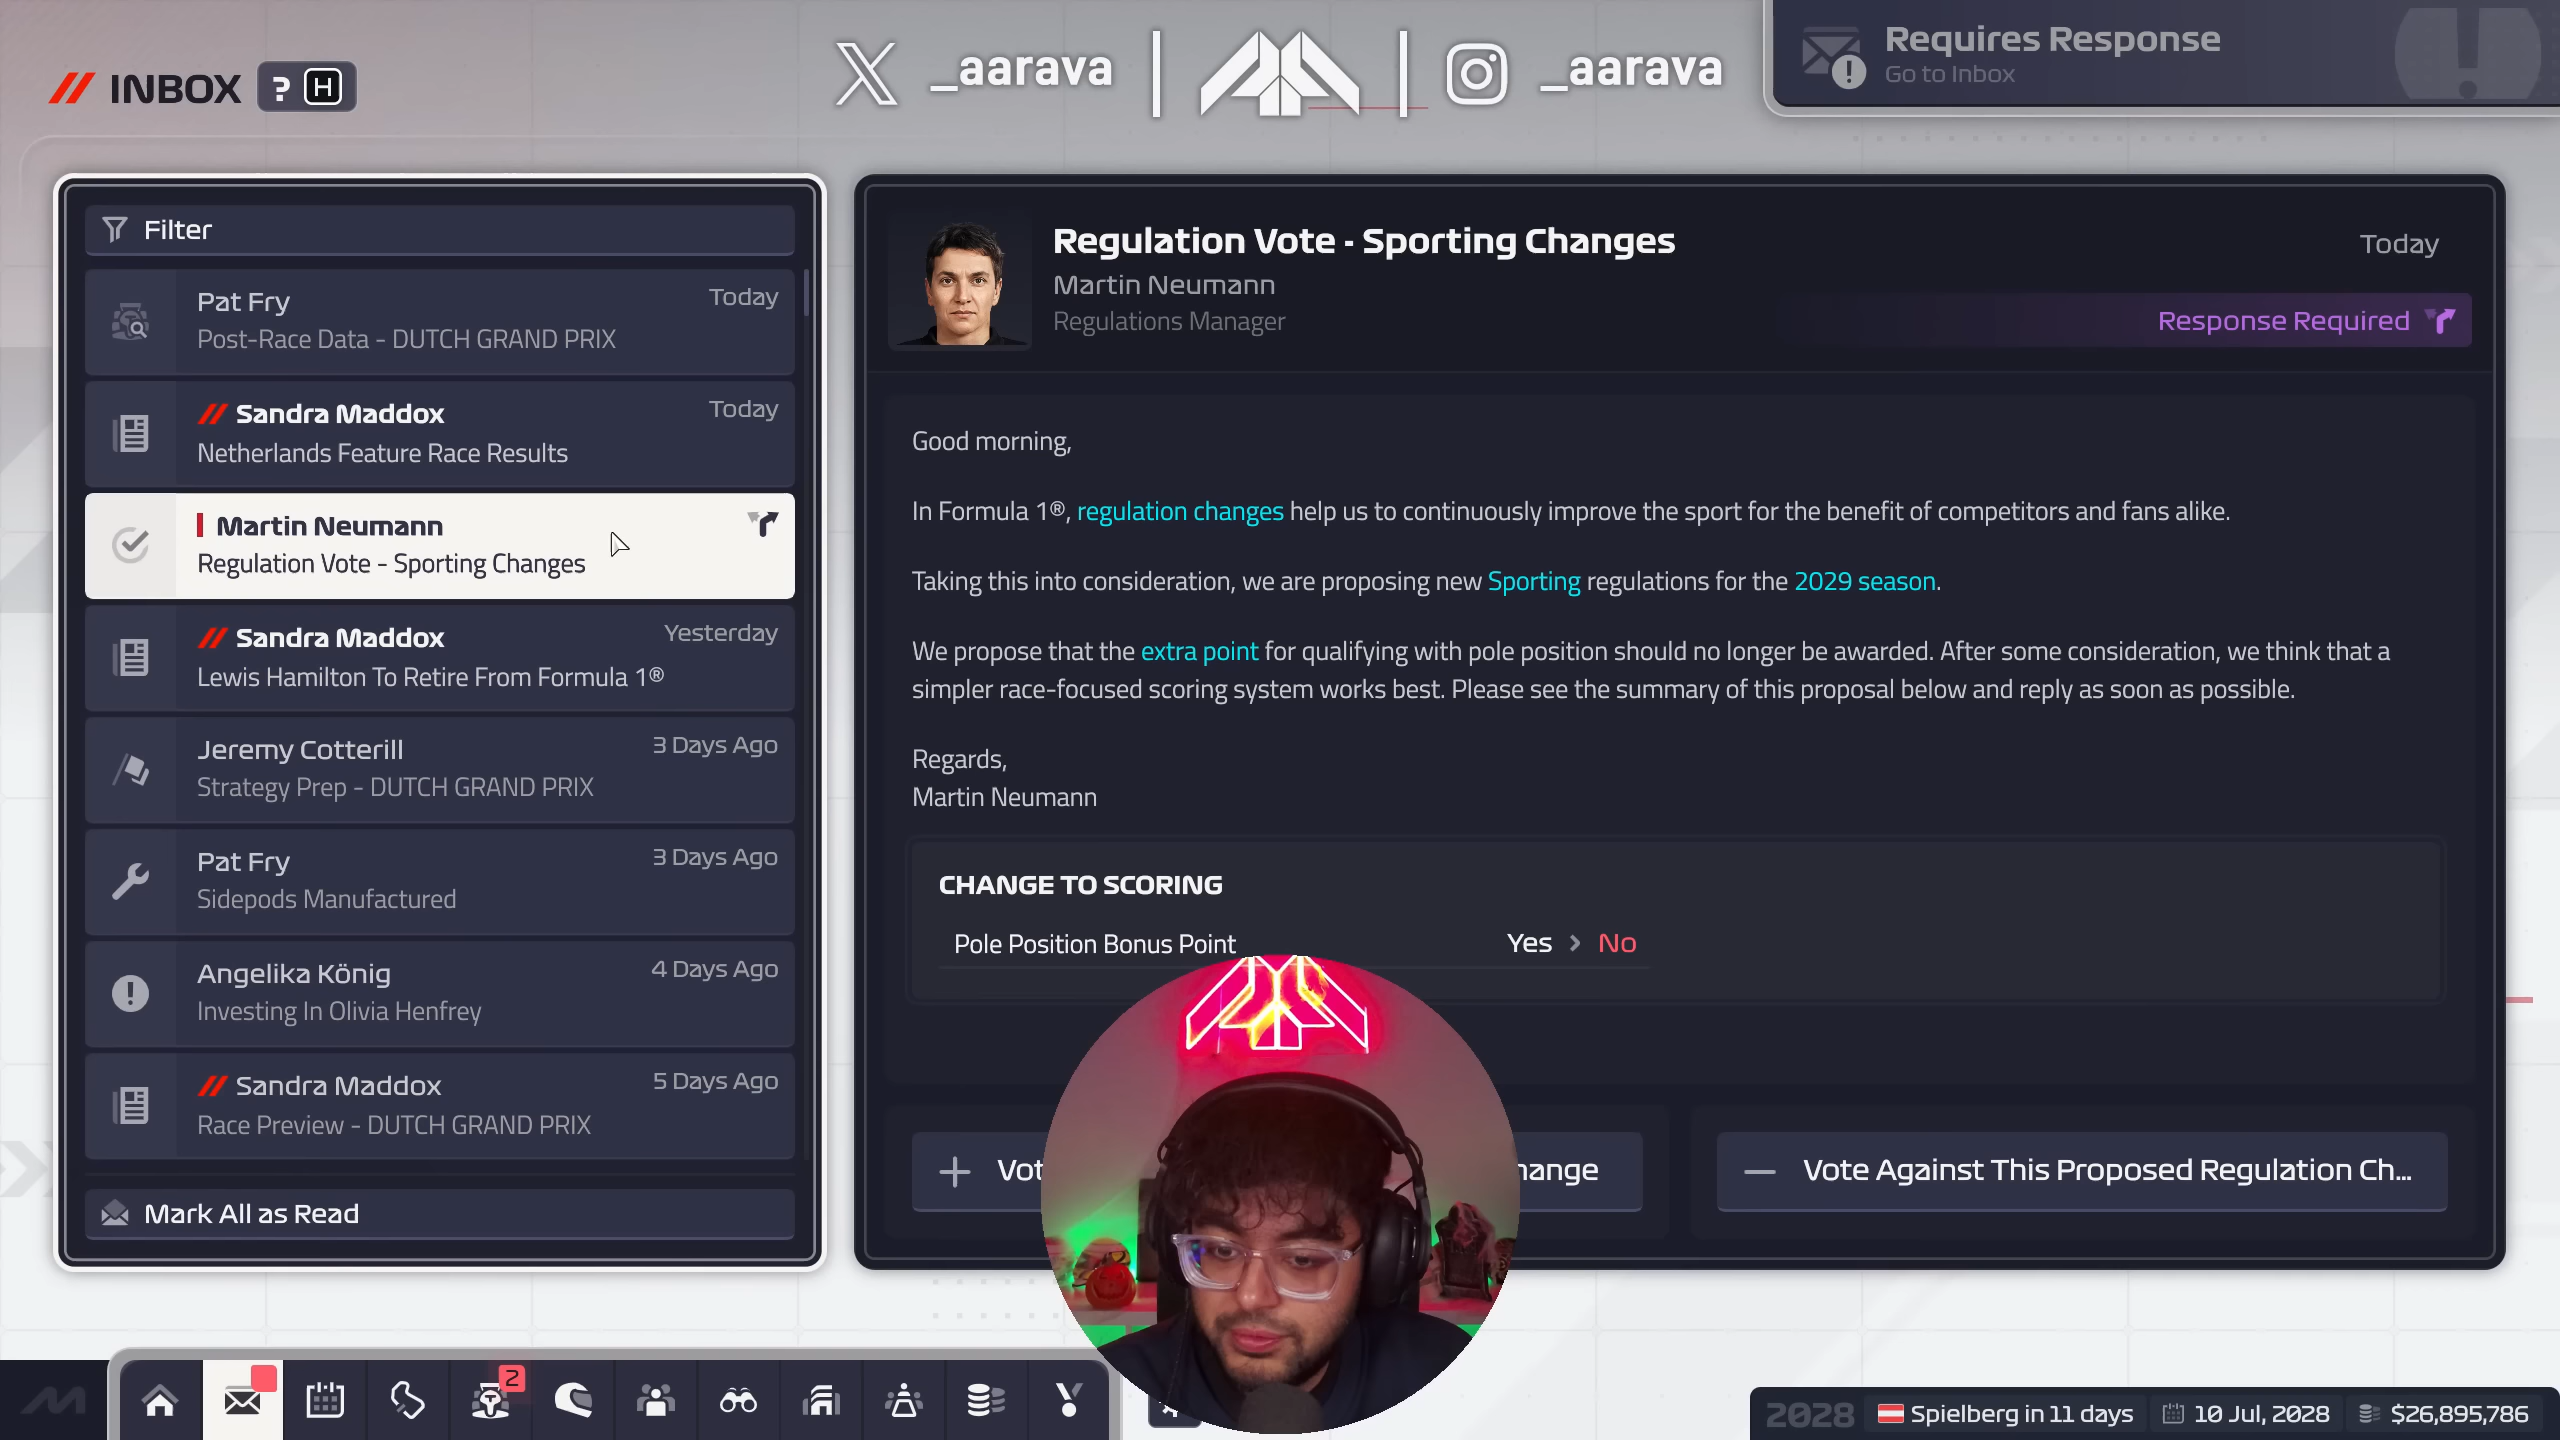 INBOX ? H
_aarava
_aarava
Requires Response
Go to Inbox
Filter
Pat Fry
Today
Post-Race Data - DUTCH GRAND PRIX
Sandra Maddox
Today
Netherlands Feature Race Results
Martin Neumann
Regulation Vote - Sporting Changes
Sandra Maddox
Yesterday
Lewis Hamilton To Retire From Formula 1®
Jeremy Cotterill
3 Days Ago
Strategy Prep - DUTCH GRAND PRIX
Pat Fry
3 Days Ago
Sidepods Manufactured
Angelika König
4 Days Ago
Investing In Olivia Henfrey
Sandra Maddox
5 Days Ago
Race Preview - DUTCH GRAND PRIX
Mark All as Read
Regulation Vote - Sporting Changes
Today
Martin Neumann
Regulations Manager
Response Required
Good morning,
In Formula 1®, regulation changes help us to continuously improve the sport for the benefit of competitors and fans alike.
Taking this into consideration, we are proposing new Sporting regulations for the 2029 season.
We propose that the extra point for qualifying with pole position should no longer be awarded. After some consideration, we think that a
simpler race-focused scoring system works best. Please see the summary of this proposal below and reply as soon as possible.
Regards,
Martin Neumann
CHANGE TO SCORING
Pole Position Bonus Point Yes > No
Vote Against This Proposed Regulation Ch...
2
2028 Spielberg in 11 days 10 Jul, 2028 $26,895,786